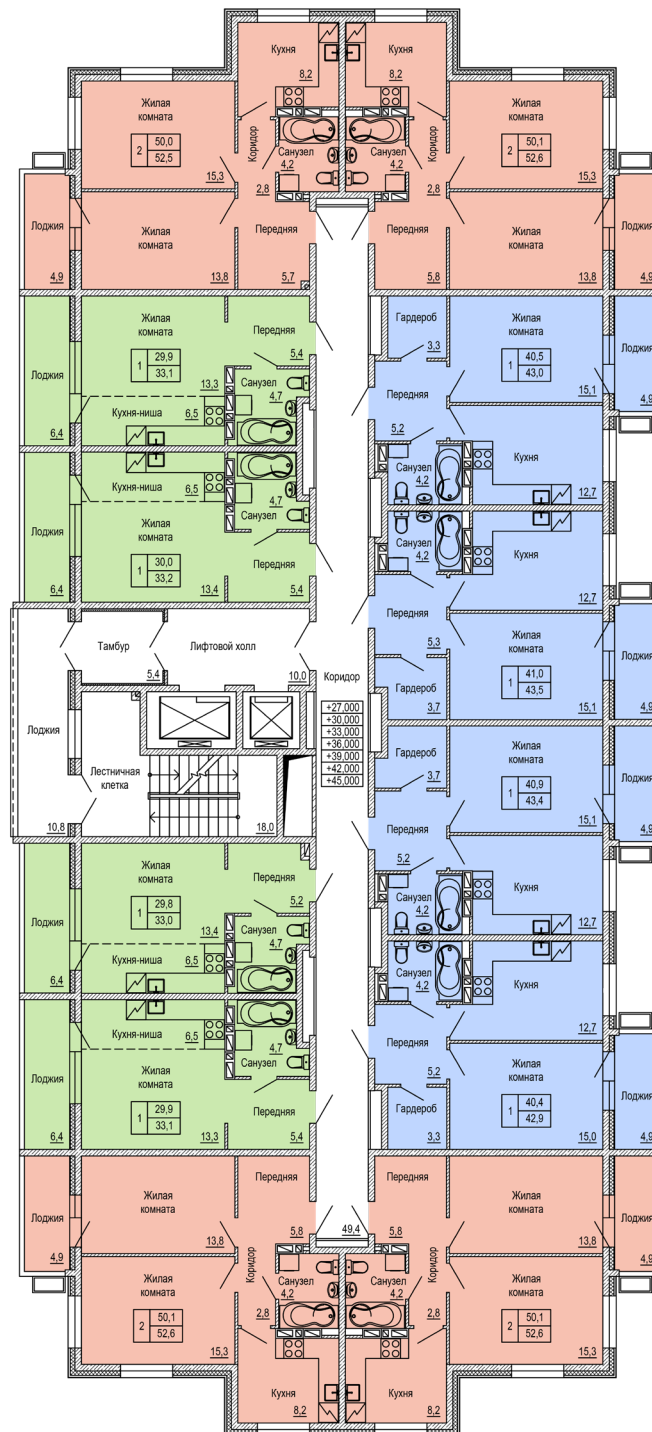 Кухня
8,2
Кухня
8,2
Жилая
комната
2
50,0
52,5
15,3
Коридор
2,8
Санузел
4,2
Санузел
4,2
Коридор
2,8
Жилая
комната
2
50,1
52,6
15,3
Лоджия
4,9
Жилая
комната
13,8
Передняя
5,7
Передняя
5,8
Жилая
комната
13,8
Лоджия
4,9
Лоджия
6,4
Жилая
комната
1
29,9
33,1
13,3
Передняя
5,4
Санузел
4,7
Кухня-ниша
6,5
Гардероб
3,3
Жилая
комната
1
40,5
43,0
15,1
Лоджия
4,9
Передняя
5,2
Санузел
4,2
Кухня
12,7
Лоджия
6,4
Кухня-ниша
6,5
Жилая
комната
1
30,0
33,2
13,4
4,7
Санузел
Передняя
5,4
Санузел
4,2
Кухня
12,7
Передняя
5,3
Гардероб
3,7
Жилая
комната
1
41,0
43,5
15,1
Лоджия
4,9
Тамбур
5,4
Лифтовой холл
10,0
Коридор
+27,000
+30,000
+33,000
+36,000
+39,000
+42,000
+45,000
Лоджия
10,8
Лестничная
клетка
18,0
Гардероб
3,7
Жилая
комната
1
40,9
43,4
15,1
Лоджия
4,9
Передняя
5,2
Санузел
4,2
Кухня
12,7
Лоджия
6,4
Жилая
комната
1
29,8
33,0
13,4
Передняя
5,2
Санузел
4,7
Кухня-ниша
6,5
Лоджия
6,4
Кухня-ниша
6,5
Жилая
комната
1
29,9
33,1
13,3
4,7
Санузел
Передняя
5,4
Санузел
4,2
Кухня
12,7
Передняя
5,2
Гардероб
3,3
Жилая
комната
1
40,4
42,9
15,0
Лоджия
4,9
Лоджия
4,9
Жилая
комната
13,8
Передняя
5,8
49,4
Передняя
5,8
Жилая
комната
13,8
Лоджия
4,9
Жилая
комната
2
50,1
52,6
15,3
Коридор
2,8
Санузел
4,2
Санузел
4,2
Коридор
2,8
Жилая
комната
2
50,1
52,6
15,3
Кухня
8,2
Кухня
8,2